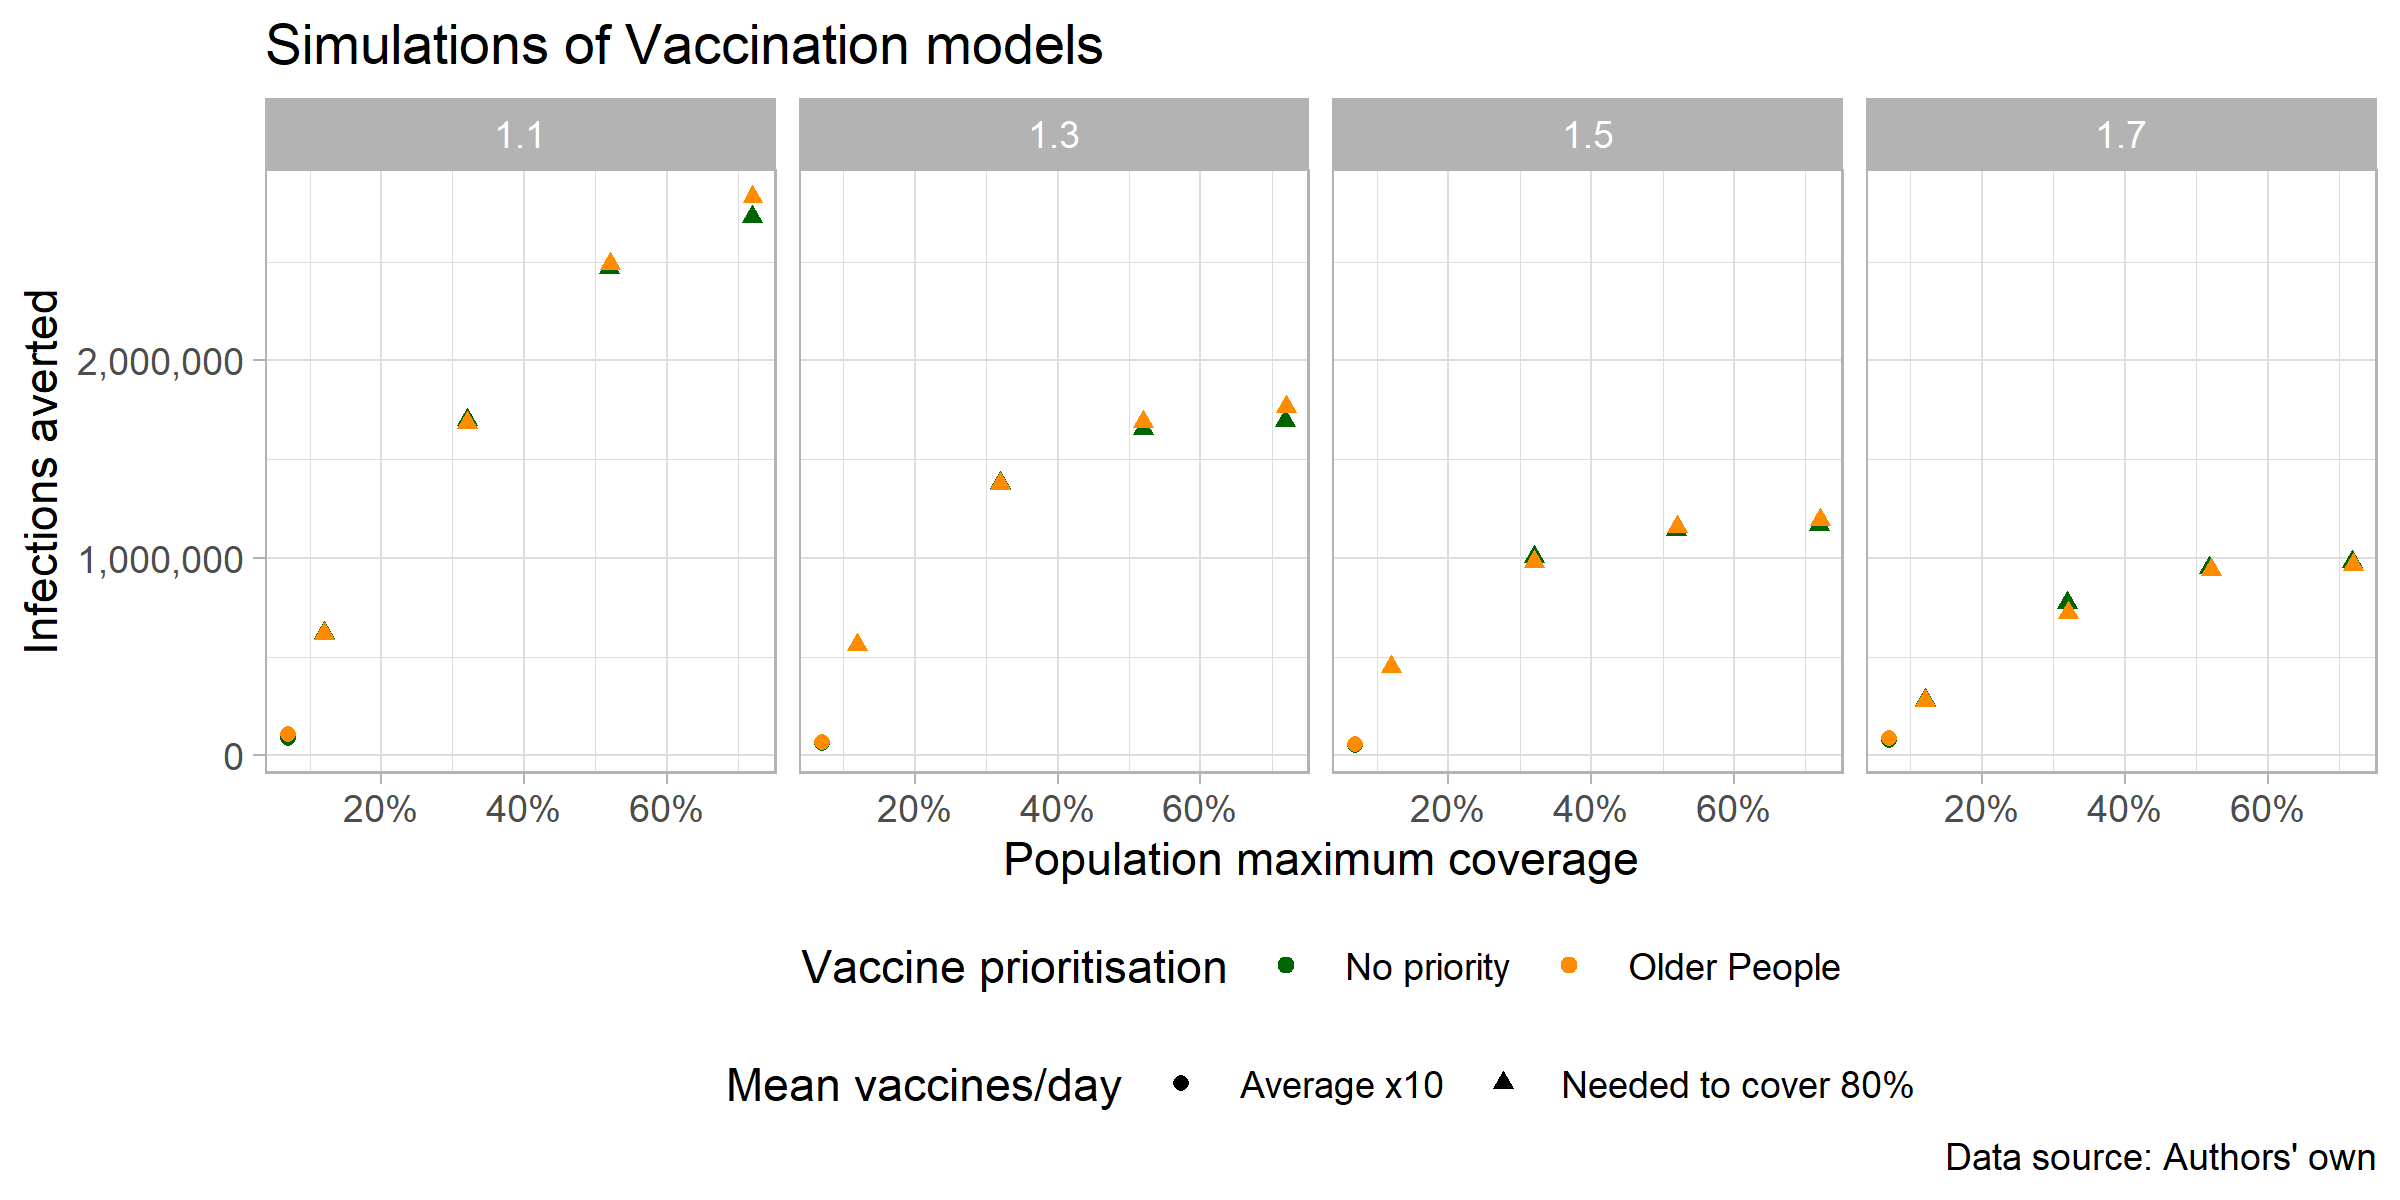 Simulations of Vaccination models
1.1 1.3 1.5 1.7
Infections averted
2,000,000
1,000,000
0
20% 40% 60% 20% 40% 60% 20% 40% 60% 20% 40% 60%
Population maximum coverage
Vaccine prioritisation No priority Older People
Mean vaccines/day Average x10 Needed to cover 80%
Data source: Authors' own